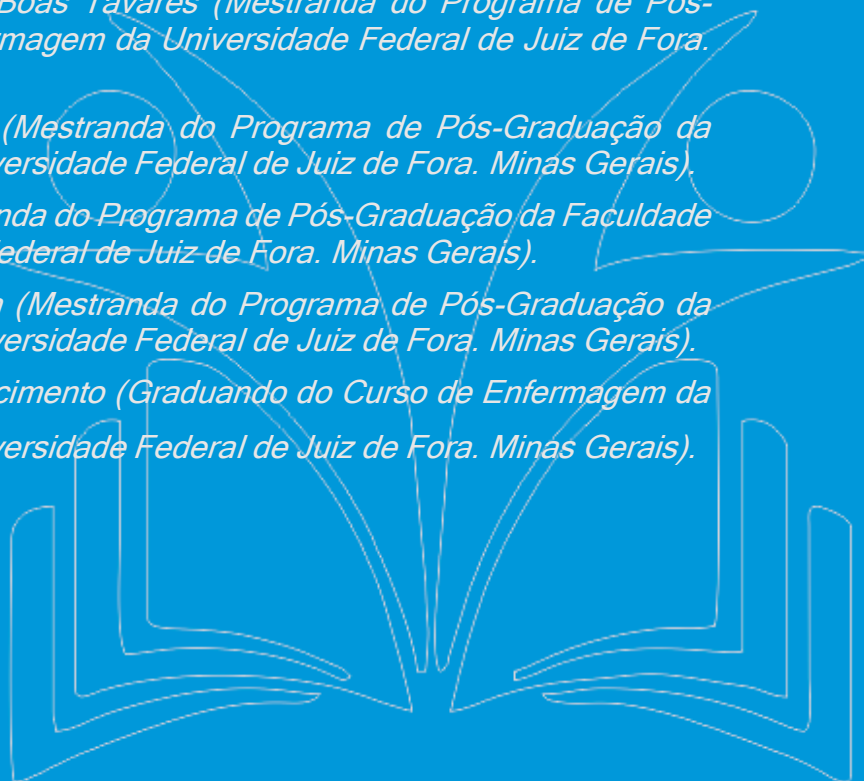 Boas Tavares (Mestranda do Programa de Pós-
magem da Universidade Federal de Juiz de Fora.
(Mestranda do Programa de Pós-Graduação da
versidade Federal de Juiz de Fora. Minas Gerais).
nda do Programa de Pós-Graduação da Faculdade
ederal de Juiz de Fora. Minas Gerais).
(Mestranda do Programa de Pós-Graduação da
versidade Federal de Juiz de Fora. Minas Gerais).
cimento (Graduando do Curso de Enfermagem da
versidade Federal de Juiz de Fora. Minas Gerais).